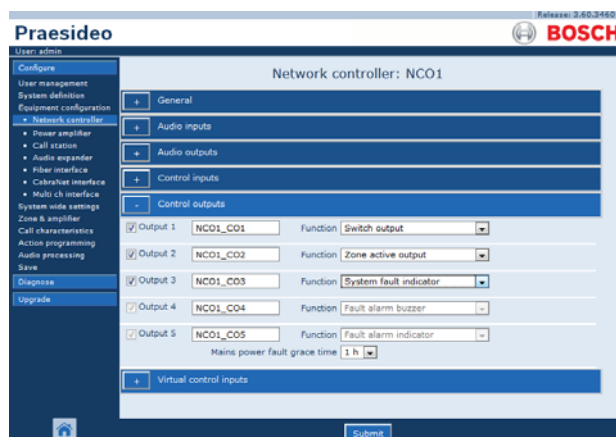 Release: 3.60.3460
Praesideo
BOSCH
User: admin
Configure
User management
System definition
Equipment configuration
• Network controller
• Power amplifier
• Call station
• Audio expander
• Fiber interface
• CobraNet interface
• Multi ch interface
System wide settings
Zone & amplifier
Call characteristics
Action programming
Audio processing
Save
Diagnose
Upgrade
Network controller: NCO1
+ General
+ Audio inputs
+ Audio outputs
+ Control inputs
- Control outputs
Output 1 NCO1_CO1 Function Switch output
Output 2 NCO1_CO2 Function Zone active output
Output 3 NCO1_CO3 Function System fault indicator
Output 4 NCO1_CO4 Function Fault alarm buzzer
Output 5 NCO1_CO5 Function Fault alarm indicator
Mains power fault grace time 1 h
+ Virtual control inputs
Submit